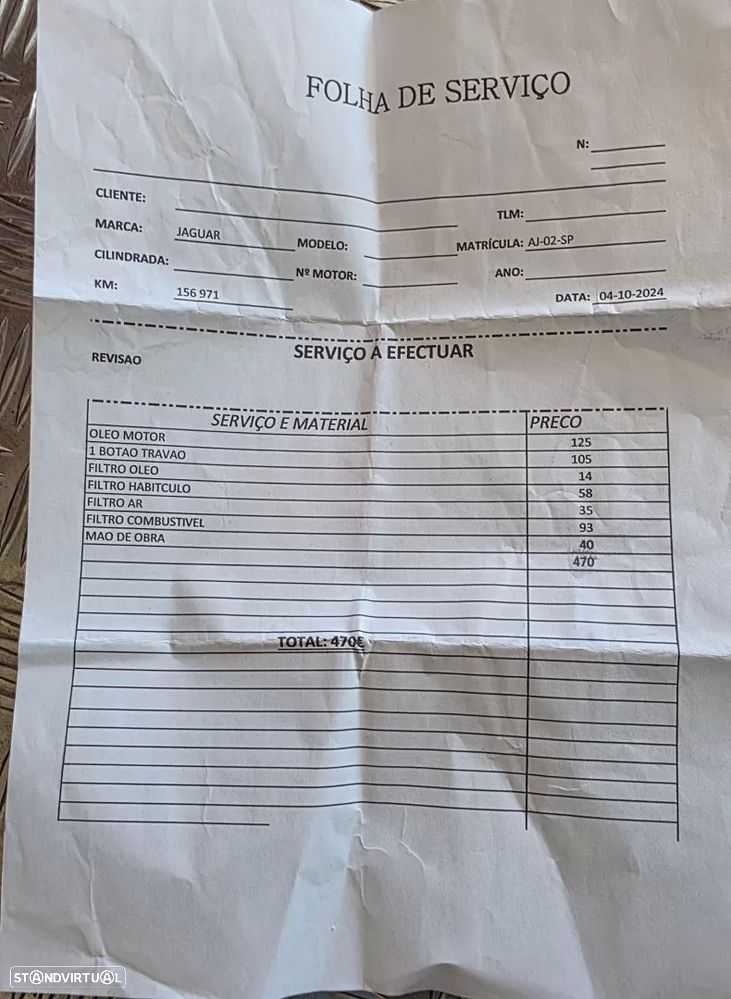 FOLHA DE SERVIÇO
N:
CLIENTE:
TLM:
MARCA: JAGUAR MODELO: MATRÍCULA: AJ-02-SP
CILINDRADA: Nº MOTOR: ANO:
KM: 156 971 DATA: 04-10-2024
REVISAO SERVIÇO A EFECTUAR
SERVIÇO E MATERIAL PRECO
OLEO MOTOR 125
1 BOTAO TRAVAO 105
FILTRO OLEO 14
FILTRO HABITCULO 58
FILTRO AR 35
FILTRO COMBUSTIVEL 93
MAO DE OBRA 40
470
TOTAL: 470€
STANDVIRTUAL